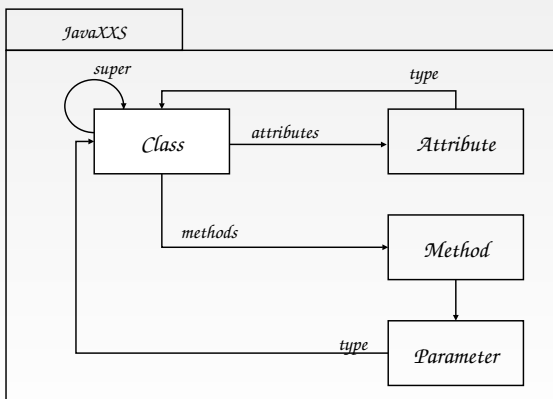 JavaXXS
super
type
Class
attributes
Attribute
methods
Method
type
Parameter